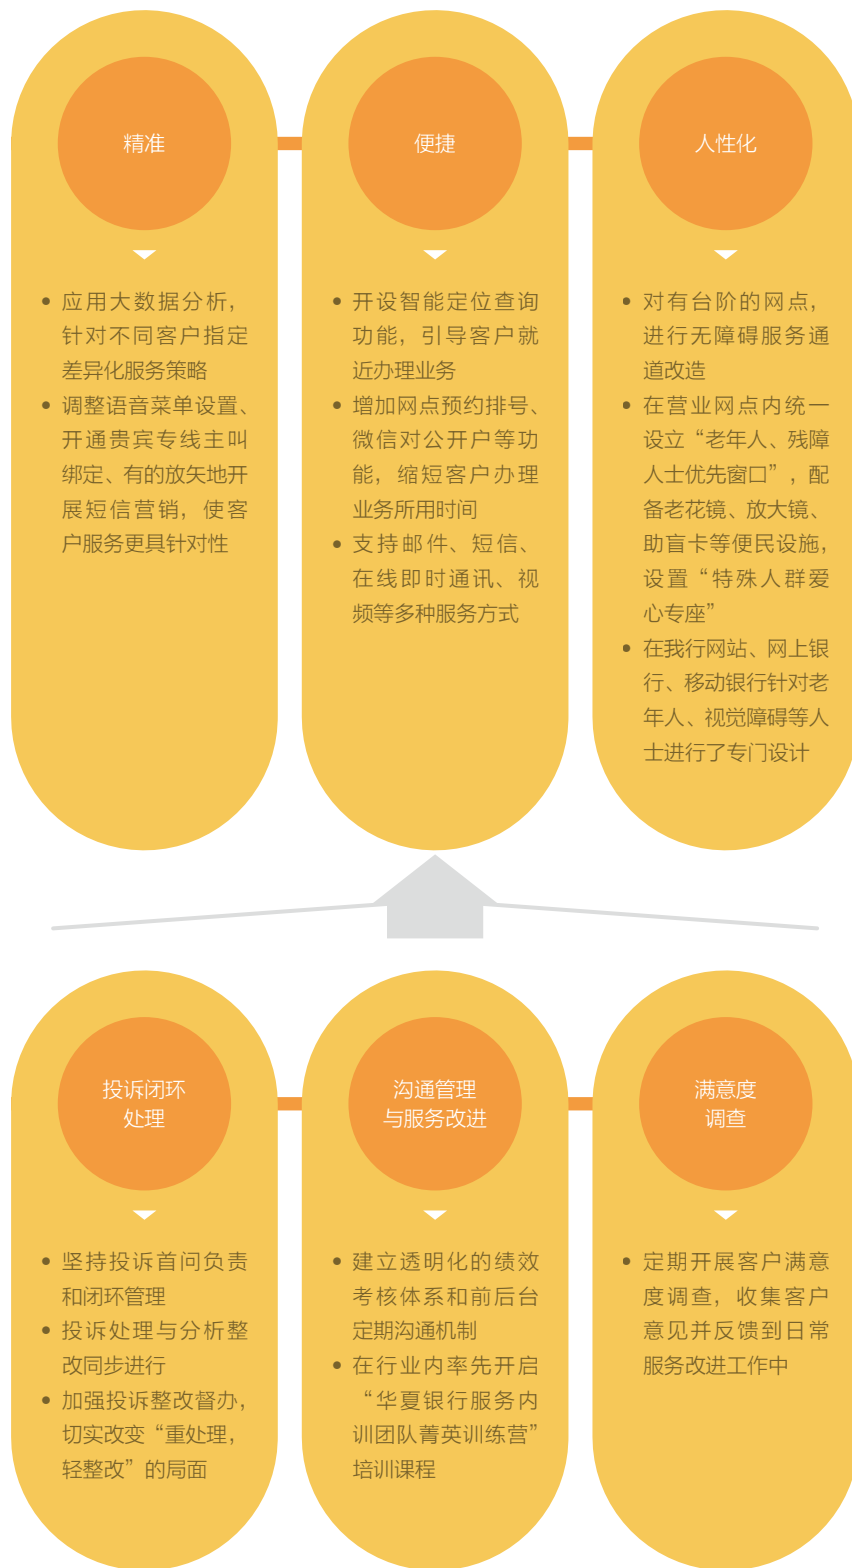 精准
应用大数据分析，
针对不同客户指定
差异化服务策略
调整语音菜单设置、
开通贵宾专线主叫
绑定、有的放矢地开
展短信营销，使客
户服务更具针对性
便捷
开设智能定位查询
功能，引导客户就
近办理业务
增加网点预约排号、
微信对公开户等功
能，缩短客户办理
业务所用时间
支持邮件、短信、
在线即时通讯、视
频等多种服务方式
人性化
对有台阶的网点，
进行无障碍服务通
道改造
在营业网点内统一
设立“老年人、残障
人士优先窗口”，配
备老花镜、放大镜、
助盲卡等便民设施，
设置“特殊人群爱
心专座”
在我行网站、网上银
行、移动银行针对老
年人、视觉障碍等人
士进行了专门设计
投诉闭环
处理
坚持投诉首问负责
和闭环管理
投诉处理与分析整
改同步进行
加强投诉整改督办，
切实改变“重处理，
轻整改”的局面
沟通管理
与服务改进
建立透明化的绩效
考核体系和前后台
定期沟通机制
在行业内率先开启
“华夏银行服务内
训团队菁英训练营”
培训课程
满意度
调查
定期开展客户满意
度调查，收集客户
意见并反馈到日常
服务改进工作中